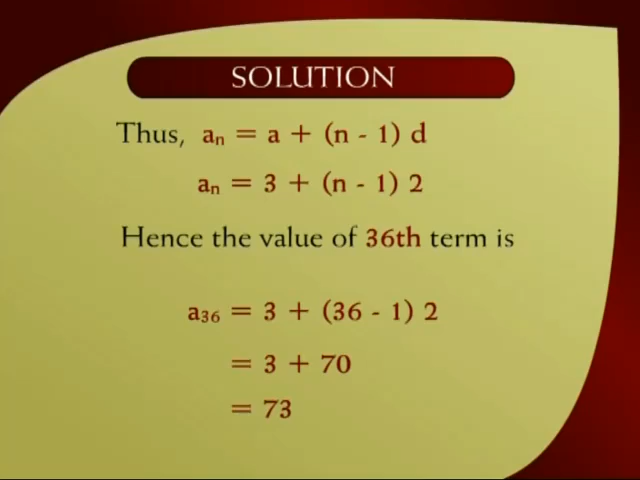 SOLUTION
Thus, aₙ = a + (n - 1) d
aₙ = 3 + (n - 1) 2
Hence the value of 36th term is
a₃₆ = 3 + (36 - 1) 2
= 3 + 70
= 73